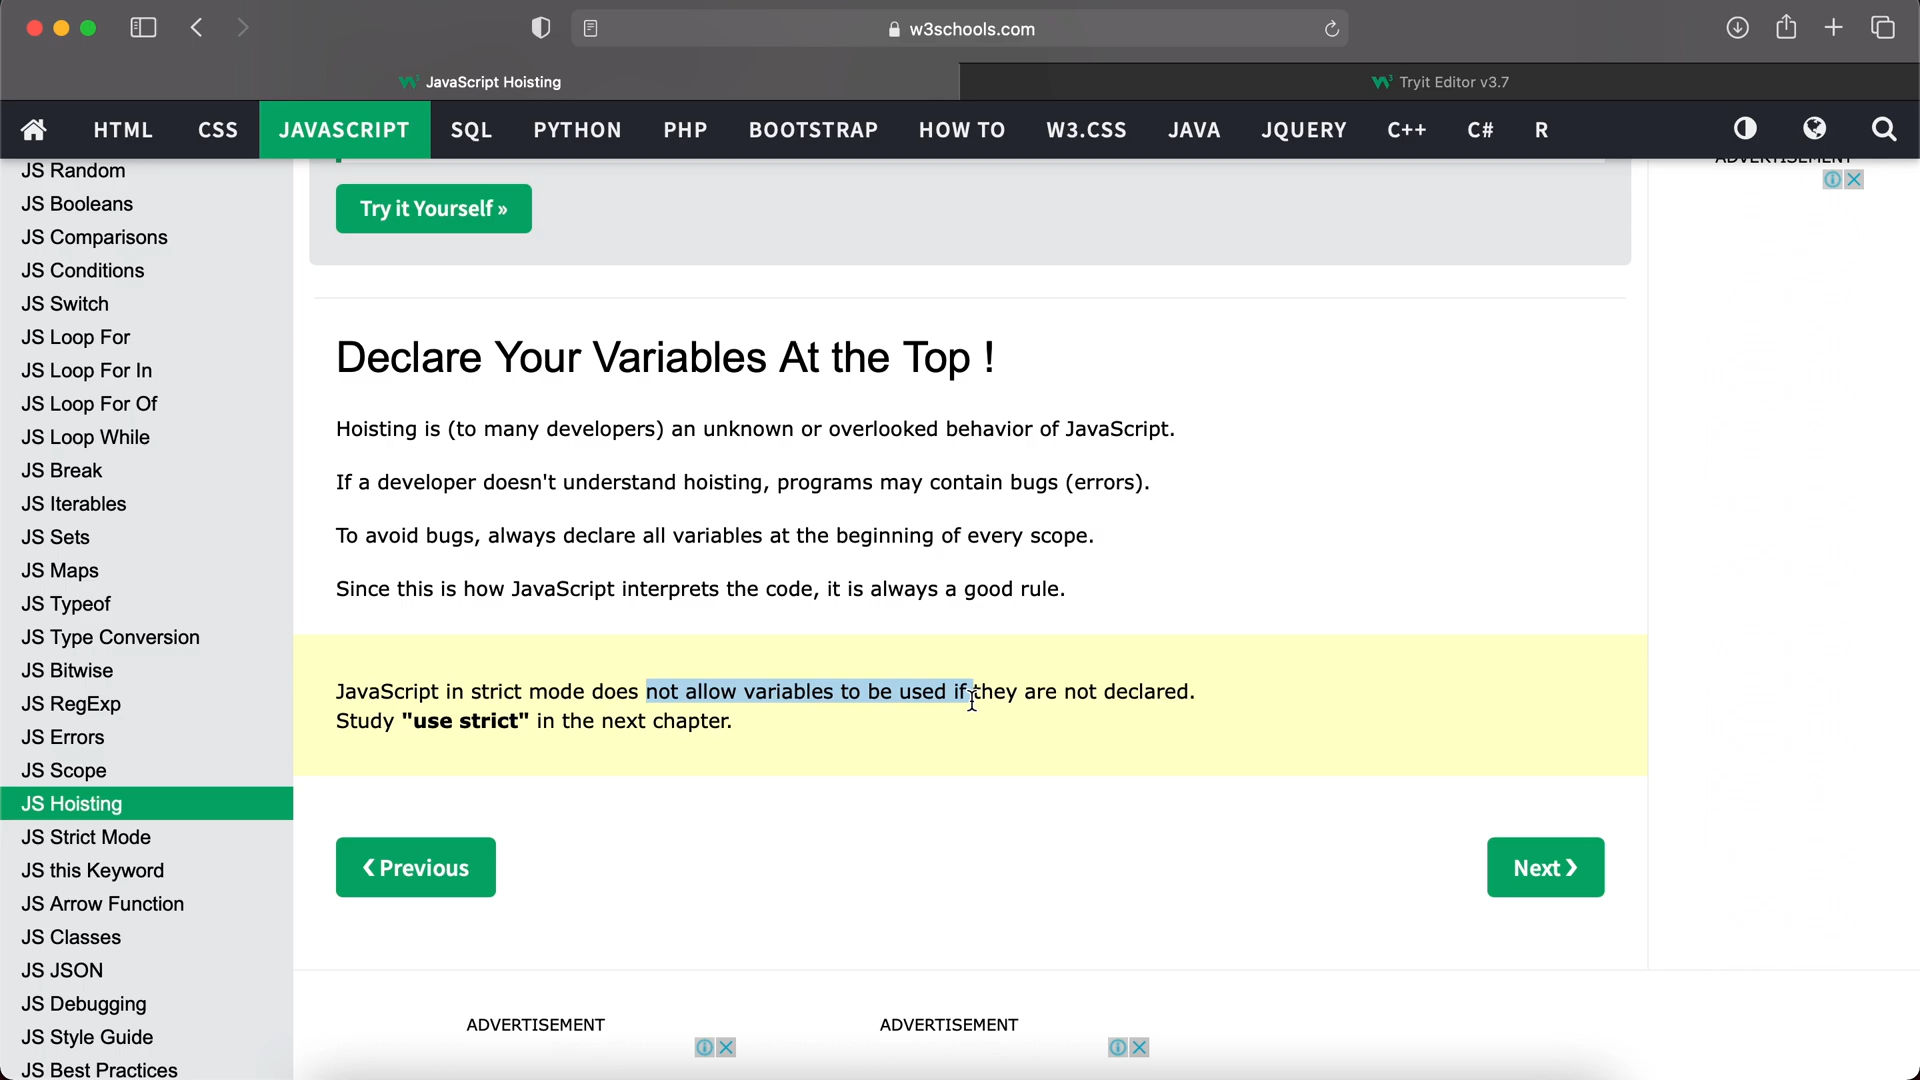 w3schools.com
JavaScript Hoisting
Tryit Editor v3.7
HTML CSS JAVASCRIPT SQL PYTHON PHP BOOTSTRAP HOW TO W3.CSS JAVA JQUERY C++ C# R
JS Random
JS Booleans
JS Comparisons
JS Conditions
JS Switch
JS Loop For
JS Loop For In
JS Loop For Of
JS Loop While
JS Break
JS Iterables
JS Sets
JS Maps
JS Typeof
JS Type Conversion
JS Bitwise
JS RegExp
JS Errors
JS Scope
JS Hoisting
JS Strict Mode
JS this Keyword
JS Arrow Function
JS Classes
JS JSON
JS Debugging
JS Style Guide
JS Best Practices
Try it Yourself »
Declare Your Variables At the Top !
Hoisting is (to many developers) an unknown or overlooked behavior of JavaScript.
If a developer doesn't understand hoisting, programs may contain bugs (errors).
To avoid bugs, always declare all variables at the beginning of every scope.
Since this is how JavaScript interprets the code, it is always a good rule.
JavaScript in strict mode does not allow variables to be used if they are not declared.
Study "use strict" in the next chapter.
❮ Previous
Next ❯
ADVERTISEMENT
ADVERTISEMENT
ADVERTISEMENT